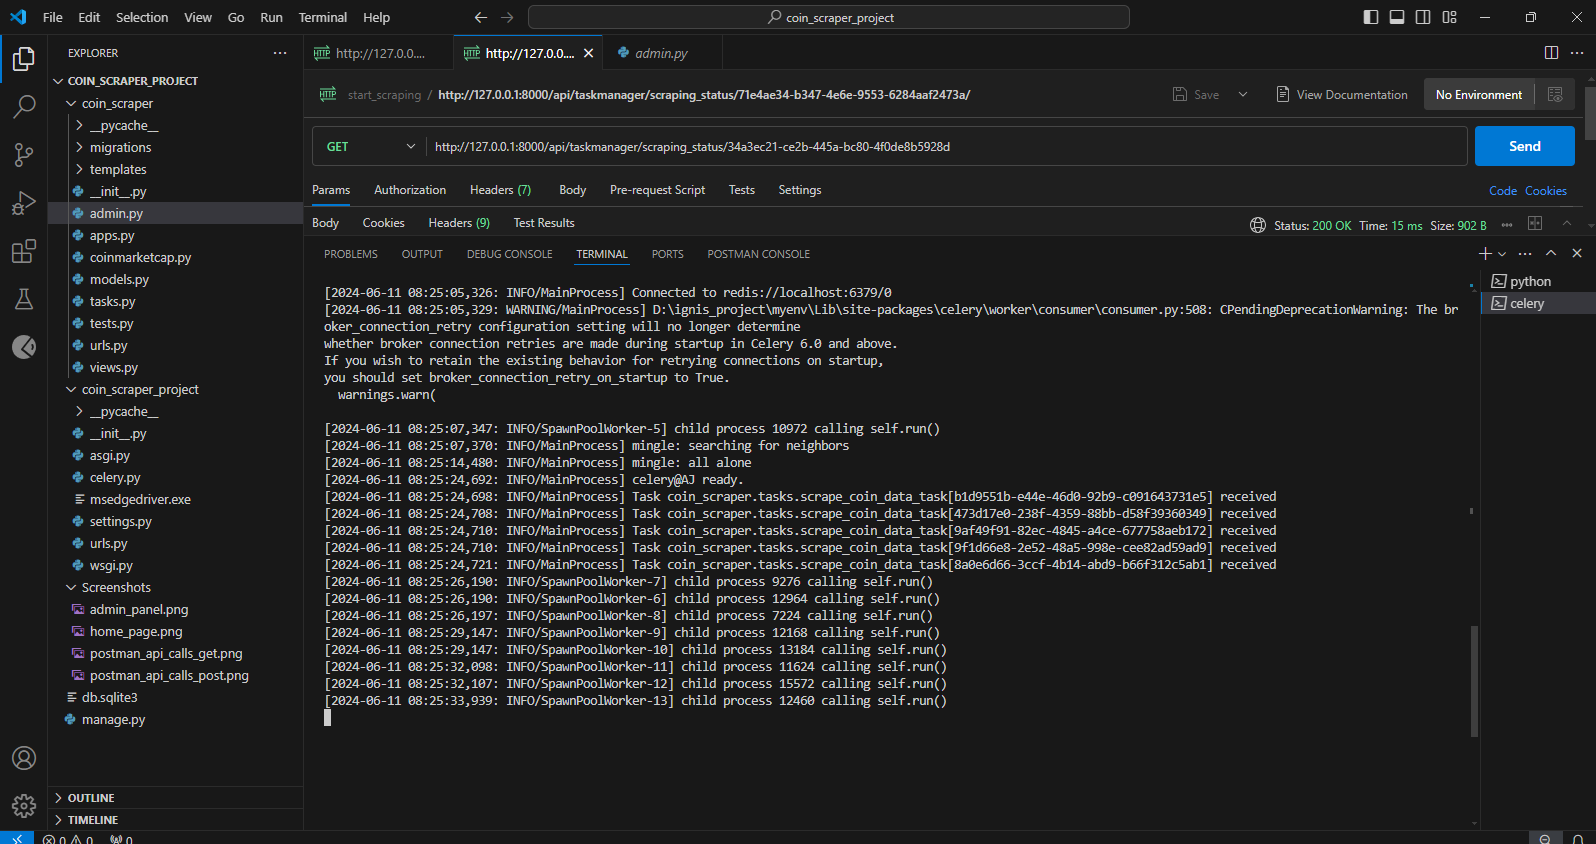 File Edit Selection View Go Run Terminal Help
coin_scraper_project
EXPLORER
COIN_SCRAPER_PROJECT
coin_scraper
__pycache__
migrations
templates
__init__.py
admin.py
apps.py
coinmarketcap.py
models.py
tasks.py
tests.py
urls.py
views.py
coin_scraper_project
__pycache__
__init__.py
asgi.py
celery.py
msedgedriver.exe
settings.py
urls.py
wsgi.py
Screenshots
admin_panel.png
home_page.png
postman_api_calls_get.png
postman_api_calls_post.png
db.sqlite3
manage.py
OUTLINE
TIMELINE
HTTP http://127.0.0.... HTTP http://127.0.0.... admin.py
HTTP start_scraping / http://127.0.0.1:8000/api/taskmanager/scraping_status/71e4ae34-b347-4e6e-9553-6284aaf2473a/ Save View Documentation No Environment
GET http://127.0.0.1:8000/api/taskmanager/scraping_status/34a3ec21-ce2b-445a-bc80-4f0de8b5928d Send
Params Authorization Headers (7) Body Pre-request Script Tests Settings Code Cookies
Body Cookies Headers (9) Test Results Status: 200 OK Time: 15 ms Size: 902 B
PROBLEMS OUTPUT DEBUG CONSOLE TERMINAL PORTS POSTMAN CONSOLE
[2024-06-11 08:25:05,326: INFO/MainProcess] Connected to redis://localhost:6379/0
[2024-06-11 08:25:05,329: WARNING/MainProcess] D:\ignis_project\myenv\Lib\site-packages\celery\worker\consumer\consumer.py:508: CPendingDeprecationWarning: The br
oker_connection_retry configuration setting will no longer determine
whether broker connection retries are made during startup in Celery 6.0 and above.
If you wish to retain the existing behavior for retrying connections on startup,
you should set broker_connection_retry_on_startup to True.
warnings.warn(
[2024-06-11 08:25:07,347: INFO/SpawnPoolWorker-5] child process 10972 calling self.run()
[2024-06-11 08:25:07,370: INFO/MainProcess] mingle: searching for neighbors
[2024-06-11 08:25:14,480: INFO/MainProcess] mingle: all alone
[2024-06-11 08:25:24,692: INFO/MainProcess] celery@AJ ready.
[2024-06-11 08:25:24,698: INFO/MainProcess] Task coin_scraper.tasks.scrape_coin_data_task[b1d9551b-e44e-46d0-92b9-c091643731e5] received
[2024-06-11 08:25:24,708: INFO/MainProcess] Task coin_scraper.tasks.scrape_coin_data_task[473d17e0-238f-4359-88bb-d58f39360349] received
[2024-06-11 08:25:24,710: INFO/MainProcess] Task coin_scraper.tasks.scrape_coin_data_task[9af49f91-82ec-4845-a4ce-677758aeb172] received
[2024-06-11 08:25:24,710: INFO/MainProcess] Task coin_scraper.tasks.scrape_coin_data_task[9f1d66e8-2e52-48a5-998e-cee82ad59ad9] received
[2024-06-11 08:25:24,721: INFO/MainProcess] Task coin_scraper.tasks.scrape_coin_data_task[8a0e6d66-3ccf-4b14-abd9-b66f312c5ab1] received
[2024-06-11 08:25:26,190: INFO/SpawnPoolWorker-7] child process 9276 calling self.run()
[2024-06-11 08:25:26,190: INFO/SpawnPoolWorker-6] child process 12964 calling self.run()
[2024-06-11 08:25:26,197: INFO/SpawnPoolWorker-8] child process 7224 calling self.run()
[2024-06-11 08:25:29,147: INFO/SpawnPoolWorker-9] child process 12168 calling self.run()
[2024-06-11 08:25:29,147: INFO/SpawnPoolWorker-10] child process 13184 calling self.run()
[2024-06-11 08:25:32,098: INFO/SpawnPoolWorker-11] child process 11624 calling self.run()
[2024-06-11 08:25:32,107: INFO/SpawnPoolWorker-12] child process 15572 calling self.run()
[2024-06-11 08:25:33,939: INFO/SpawnPoolWorker-13] child process 12460 calling self.run()
python
celery
0 0 0